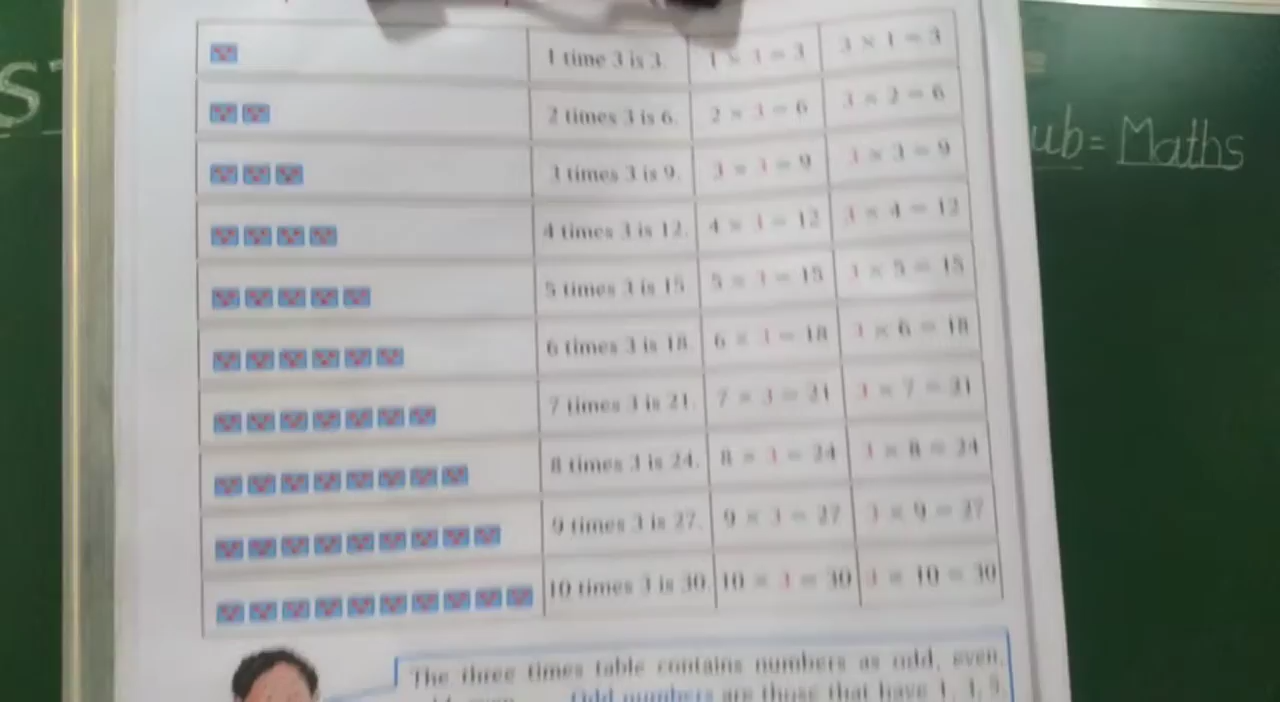 1 time 3 is 3. 1 × 3 = 3 3 × 1 = 3
2 times 3 is 6. 2 × 3 = 6 3 × 2 = 6
3 times 3 is 9. 3 × 3 = 9 3 × 3 = 9
4 times 3 is 12. 4 × 3 = 12 3 × 4 = 12
5 times 3 is 15 5 × 3 = 15 3 × 5 = 15
6 times 3 is 18 6 × 3 = 18 3 × 6 = 18
7 times 3 is 21. 7 × 3 = 21 3 × 7 = 21
8 times 3 is 24. 8 × 3 = 24 3 × 8 = 24
9 times 3 is 27. 9 × 3 = 27 3 × 9 = 27
10 times 3 is 30. 10 × 3 = 30 3 × 10 = 30
The three times table contains numbers as odd, even,
Odd numbers are those that have 1, 3, 5,
ub = Maths